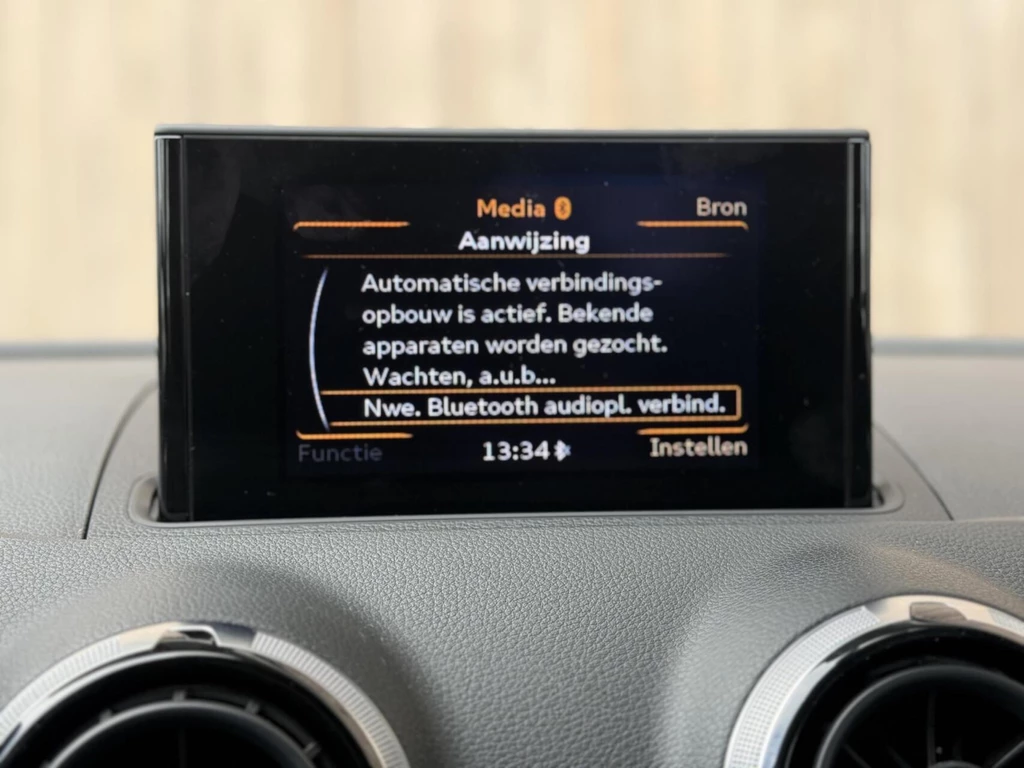 Media Bron
Aanwijzing
Automatische verbindings-
opbouw is actief. Bekende
apparaten worden gezocht.
Wachten, a.u.b...
Nwe. Bluetooth audiopl. verbind.
Functie 13:34 Instellen